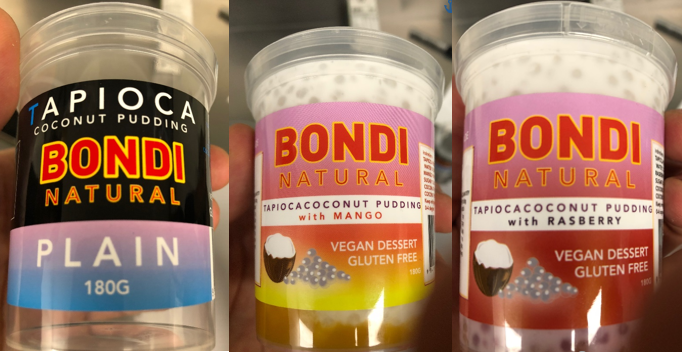 TAPIOCA
COCONUT PUDDING
BONDI
NATURAL
PLAIN
180G
BONDI
NATURAL
TAPIOCACOCONUT PUDDING
with MANGO
VEGAN DESSERT
GLUTEN FREE
180G
BONDI
NATURAL
TAPIOCACOCONUT PUDDING
with RASBERRY
VEGAN DESSERT
GLUTEN FREE